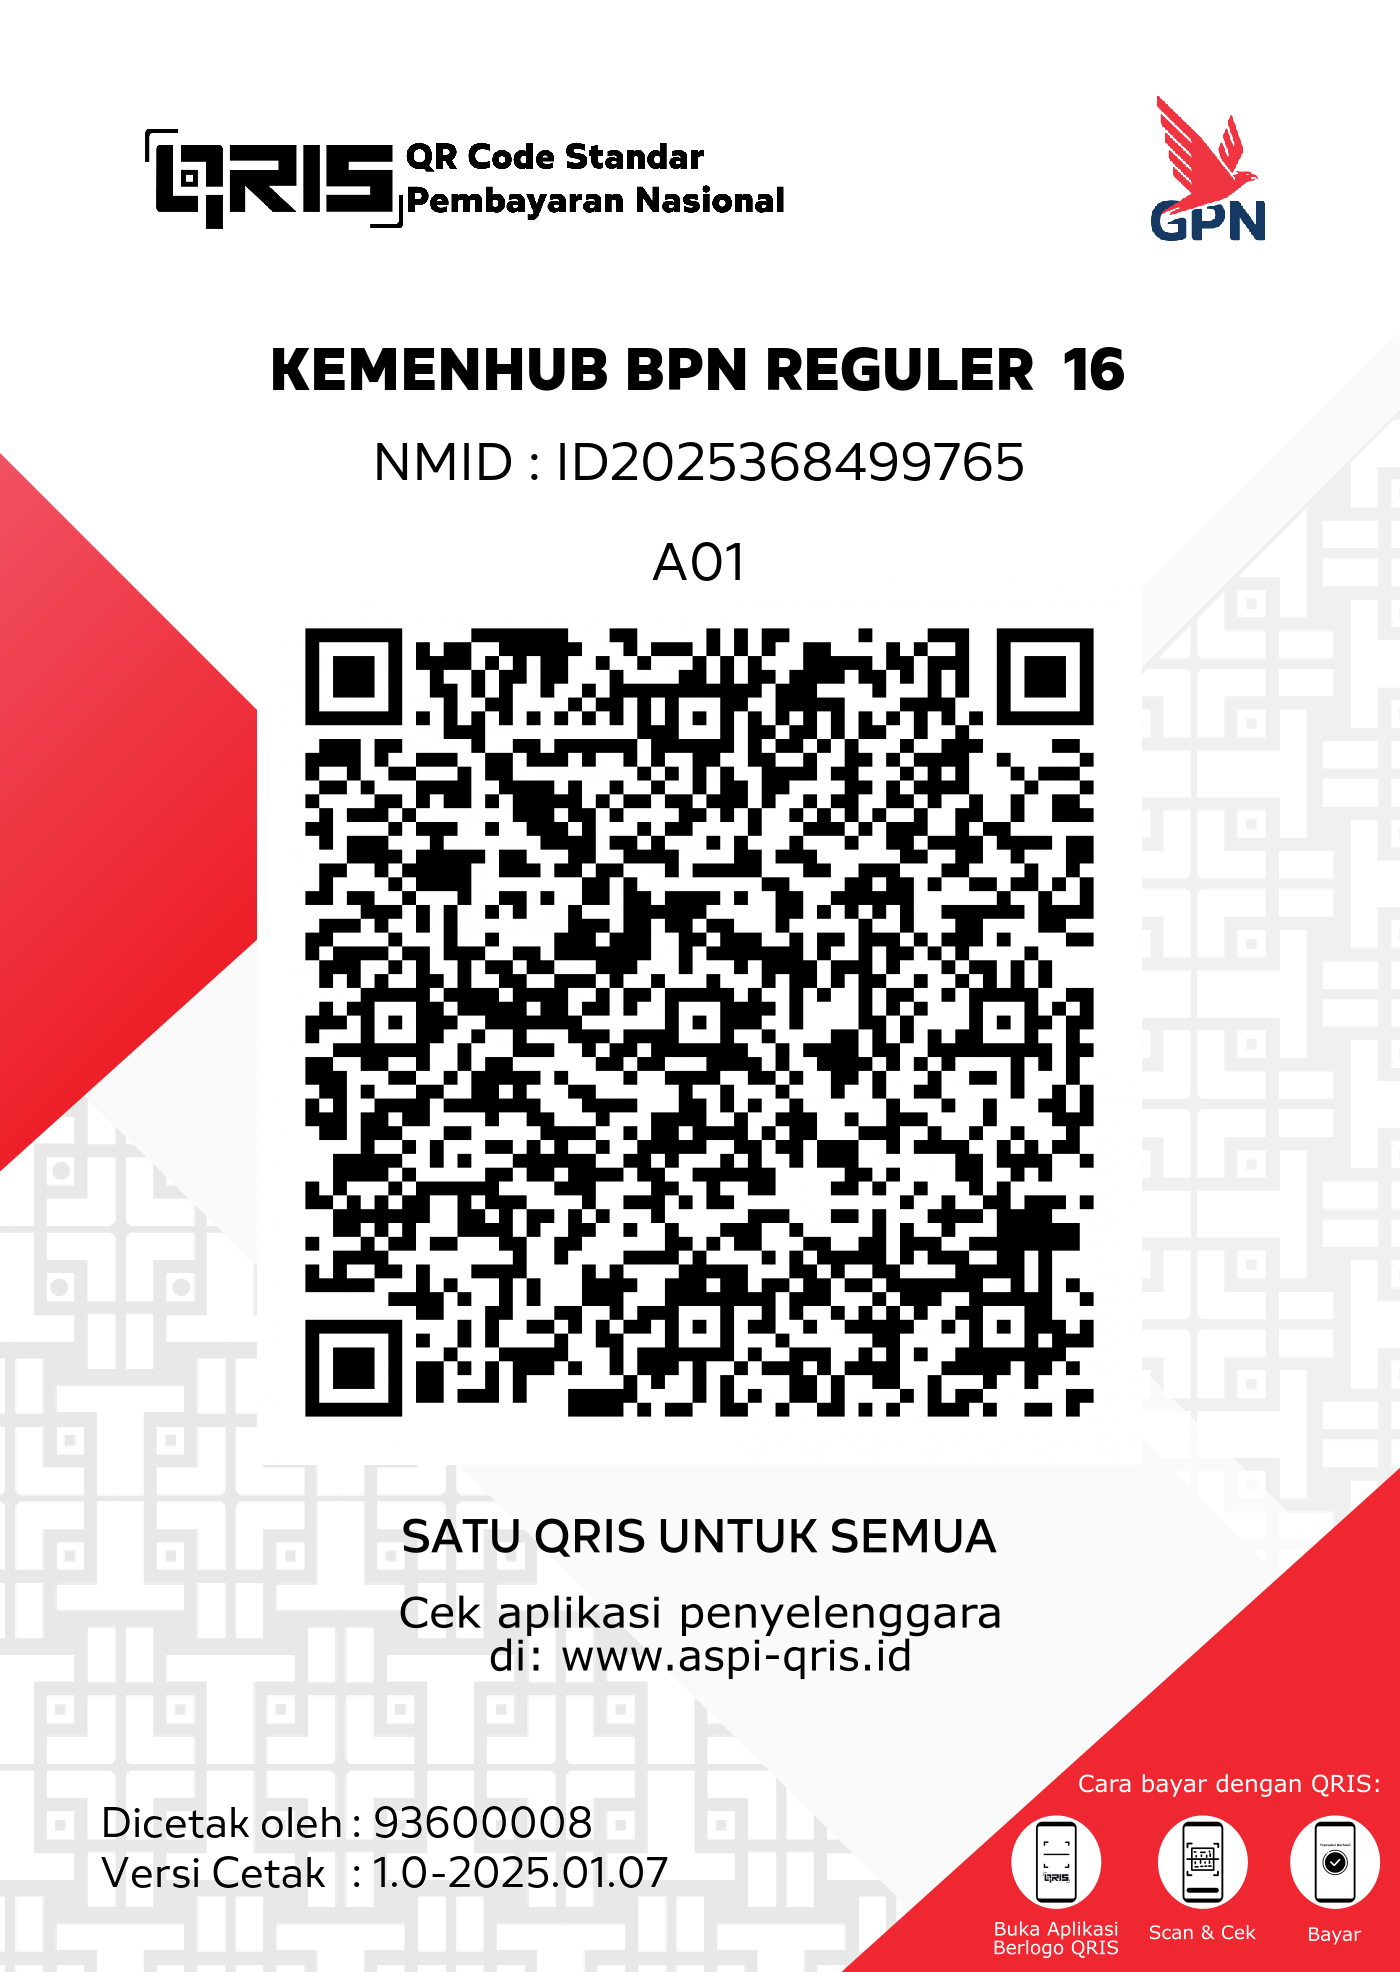 QRIS QR Code Standar
Pembayaran Nasional
GPN
KEMENHUB BPN REGULER 16
NMID : ID2025368499765
A01
SATU QRIS UNTUK SEMUA
Cek aplikasi penyelenggara
di: www.aspi-qris.id
Dicetak oleh : 93600008
Versi Cetak : 1.0-2025.01.07
Cara bayar dengan QRIS:
QRIS
Buka Aplikasi
Berlogo QRIS
Scan & Cek
Bayar